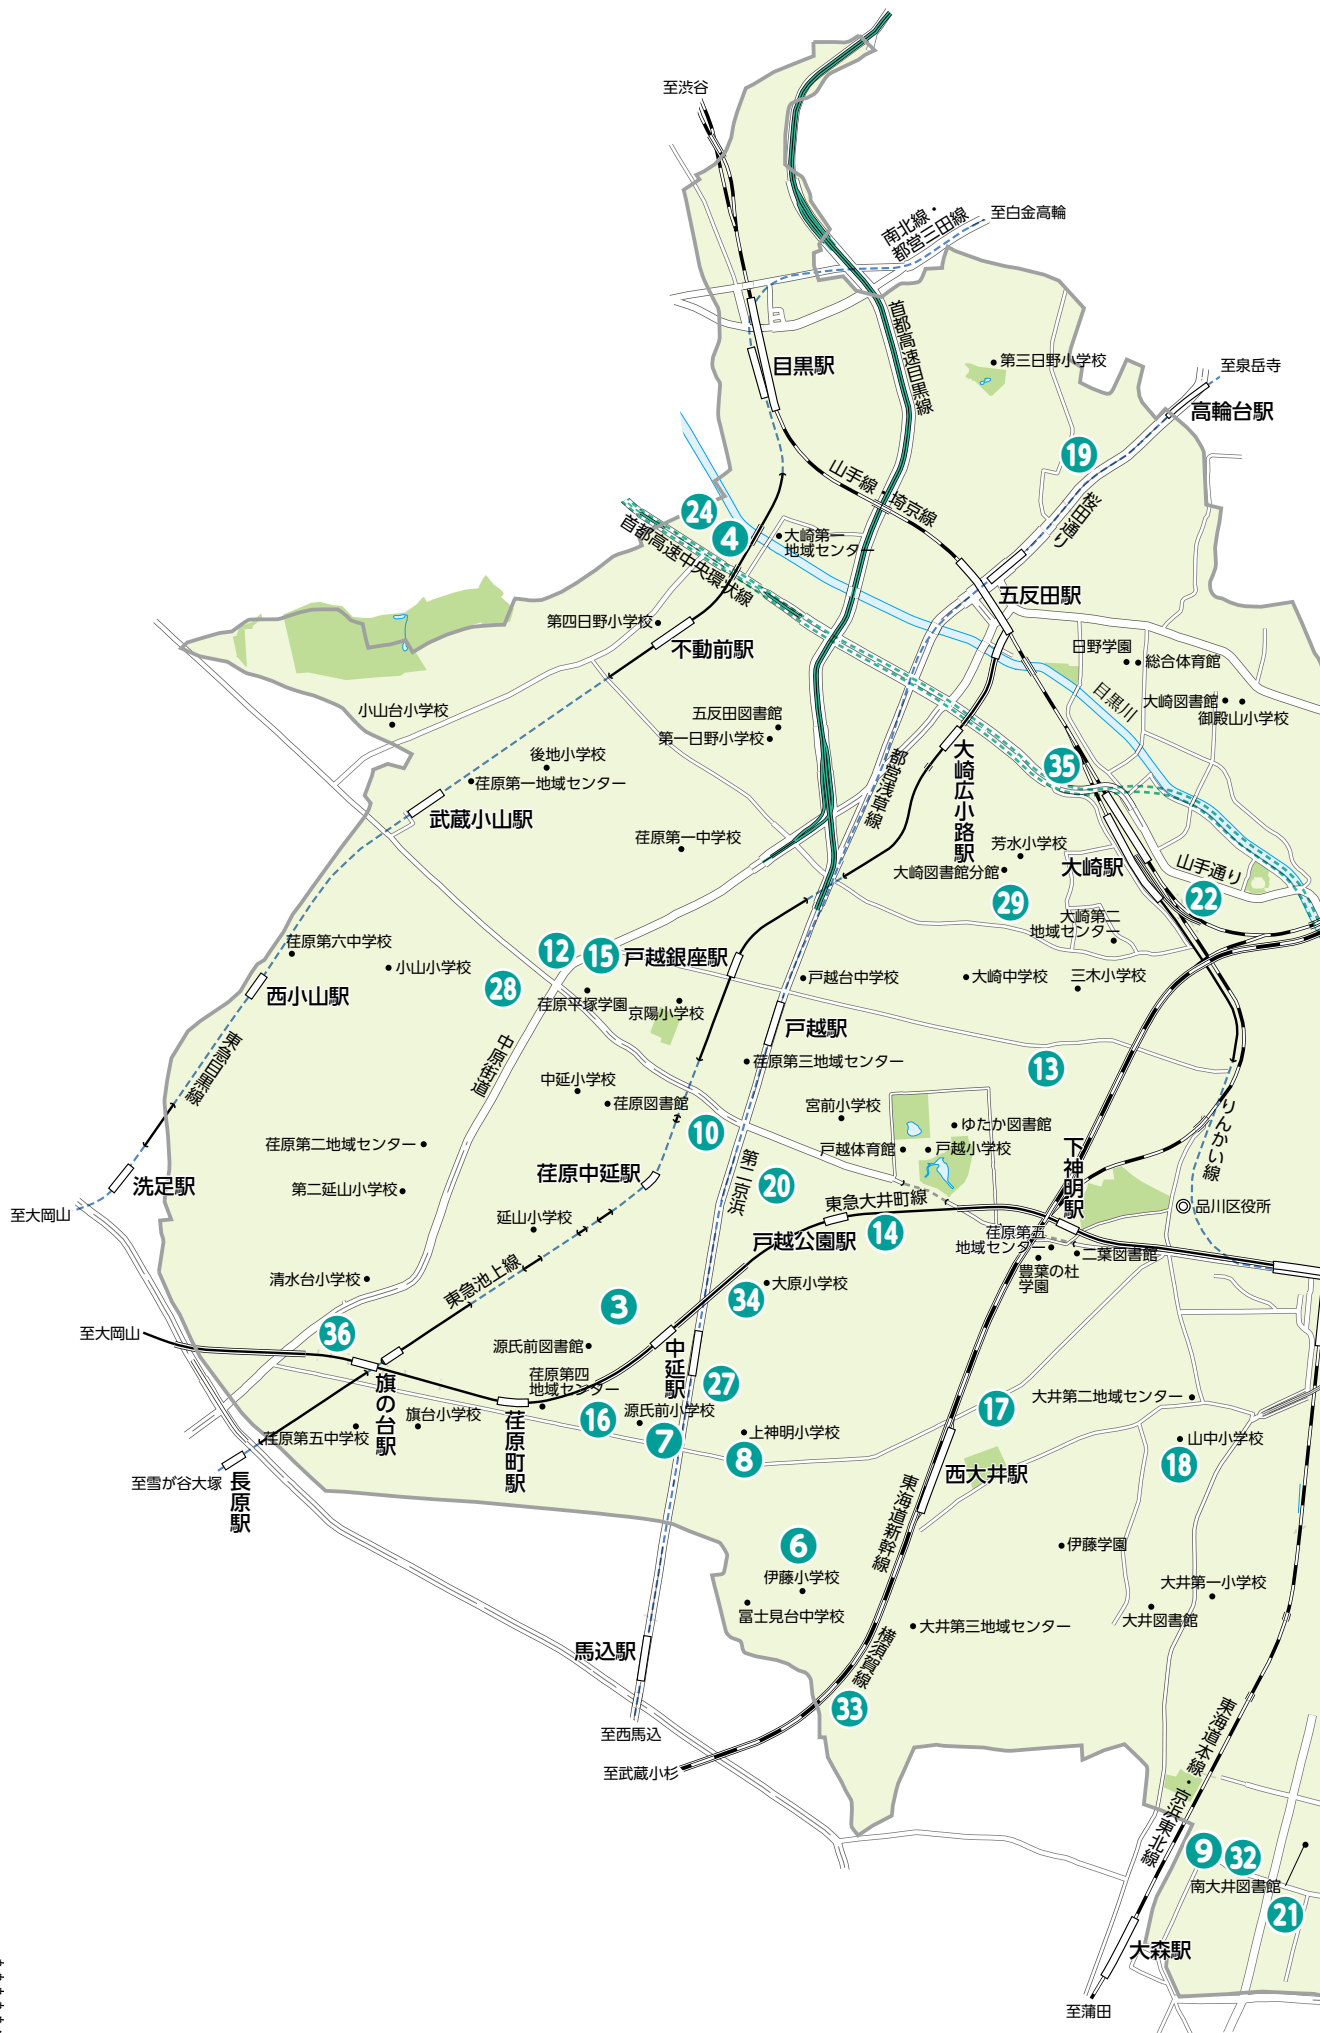 至渋谷
南北線・
都営三田線
至白金高輪
首都高速目黒線
目黒駅
第三日野小学校
至泉岳寺
高輪台駅
19
山手線・埼京線
桜田通り
24
4
首都高速中央環状線
大崎第一
地域センター
五反田駅
第四日野小学校
不動前駅
日野学園
総合体育館
目黒川
大崎図書館
御殿山小学校
小山台小学校
五反田図書館
第一日野小学校
後地小学校
荏原第一地域センター
都営浅草線
大崎広小路駅
35
武蔵小山駅
荏原第一中学校
芳水小学校
大崎図書館分館
大崎駅
山手通り
29
22
大崎第二
地域センター
荏原第六中学校
小山小学校
12
15
戸越銀座駅
28
西小山駅
荏原平塚学園
京陽小学校
戸越台中学校
大崎中学校
三木小学校
戸越駅
東急目黒線
中原街道
荏原第三地域センター
13
中延小学校
荏原図書館
宮前小学校
りんかい線
10
ゆたか図書館
荏原第二地域センター
戸越体育館
戸越小学校
下神明駅
洗足駅
第二延山小学校
荏原中延駅
第二京浜
20
東急大井町線
品川区役所
至大岡山
延山小学校
戸越公園駅
14
荏原第五
地域センター
二葉図書館
豊葉の杜
学園
東急池上線
清水台小学校
大原小学校
34
3
至大岡山
36
源氏前図書館
中延駅
荏原第四
地域センター
27
旗の台駅
荏原町駅
旗台小学校
16
源氏前小学校
17
大井第二地域センター
荏原第五中学校
7
上神明小学校
8
山中小学校
18
至雪が谷大塚
長原駅
西大井駅
東海道新幹線
6
伊藤小学校
伊藤学園
大井第一小学校
冨士見台中学校
大井図書館
大井第三地域センター
馬込駅
横須賀線
33
至西馬込
至武蔵小杉
東海道本線・京浜東北線
9
32
南大井図書館
21
大森駅
至蒲田